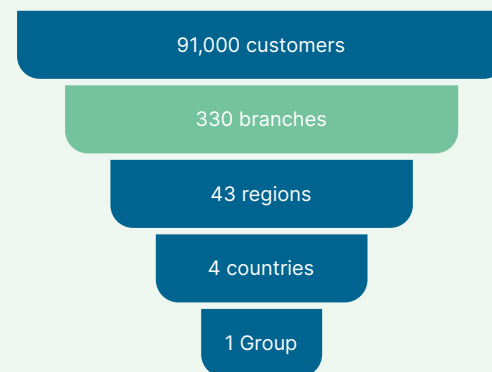 91,000 customers
330 branches
43 regions
4 countries
1 Group